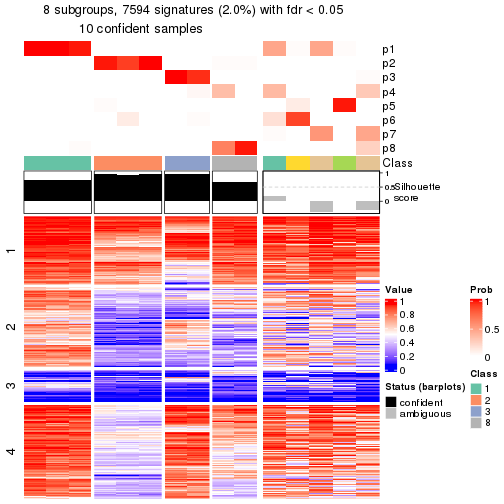 8 subgroups, 7594 signatures (2.0%) with fdr < 0.05
10 confident samples
p1
p2
p3
p4
p5
p6
p7
p8
Class
1
0.5
0
Silhouette
score
1
2
3
4
Value
1
0.8
0.6
0.4
0.2
0
Status (barplots)
confident
ambiguous
Prob
1
0.5
0
Class
1
2
3
8